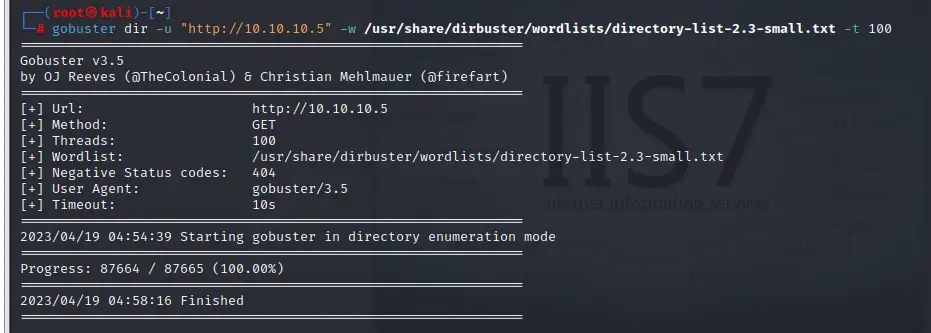 ┌──(root㉿kali)-[~]
└─# gobuster dir -u "http://10.10.10.5" -w /usr/share/dirbuster/wordlists/directory-list-2.3-small.txt -t 100
===============================================================
Gobuster v3.5
by OJ Reeves (@TheColonial) & Christian Mehlmauer (@firefart)
===============================================================
[+] Url:                     http://10.10.10.5
[+] Method:                  GET
[+] Threads:                 100
[+] Wordlist:                /usr/share/dirbuster/wordlists/directory-list-2.3-small.txt
[+] Negative Status codes:   404
[+] User Agent:              gobuster/3.5
[+] Timeout:                 10s
===============================================================
2023/04/19 04:54:39 Starting gobuster in directory enumeration mode
===============================================================
Progress: 87664 / 87665 (100.00%)
===============================================================
2023/04/19 04:58:16 Finished
===============================================================
IIS7
internet information services